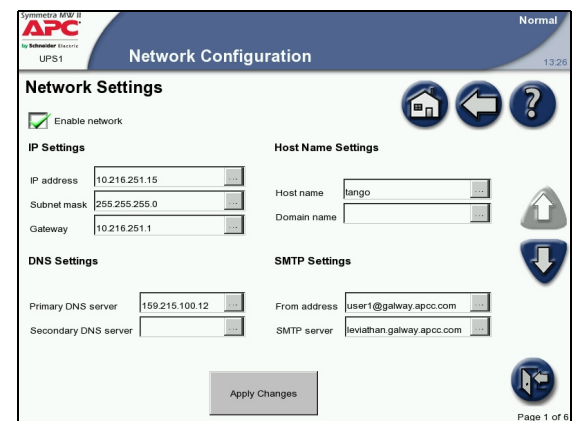 Symmetra MW II
APC
by Schneider Electric
UPS1
Network Configuration
Normal
13:26
Network Settings
Enable network
IP Settings
IP address 10.216.251.15 ...
Subnet mask 255.255.255.0 ...
Gateway 10.216.251.1 ...
Host Name Settings
Host name tango ...
Domain name ...
DNS Settings
Primary DNS server 159.215.100.12 ...
Secondary DNS server ...
SMTP Settings
From address user1@galway.apcc.com ...
SMTP server leviathan.galway.apcc.com ...
Apply Changes
Page 1 of 6